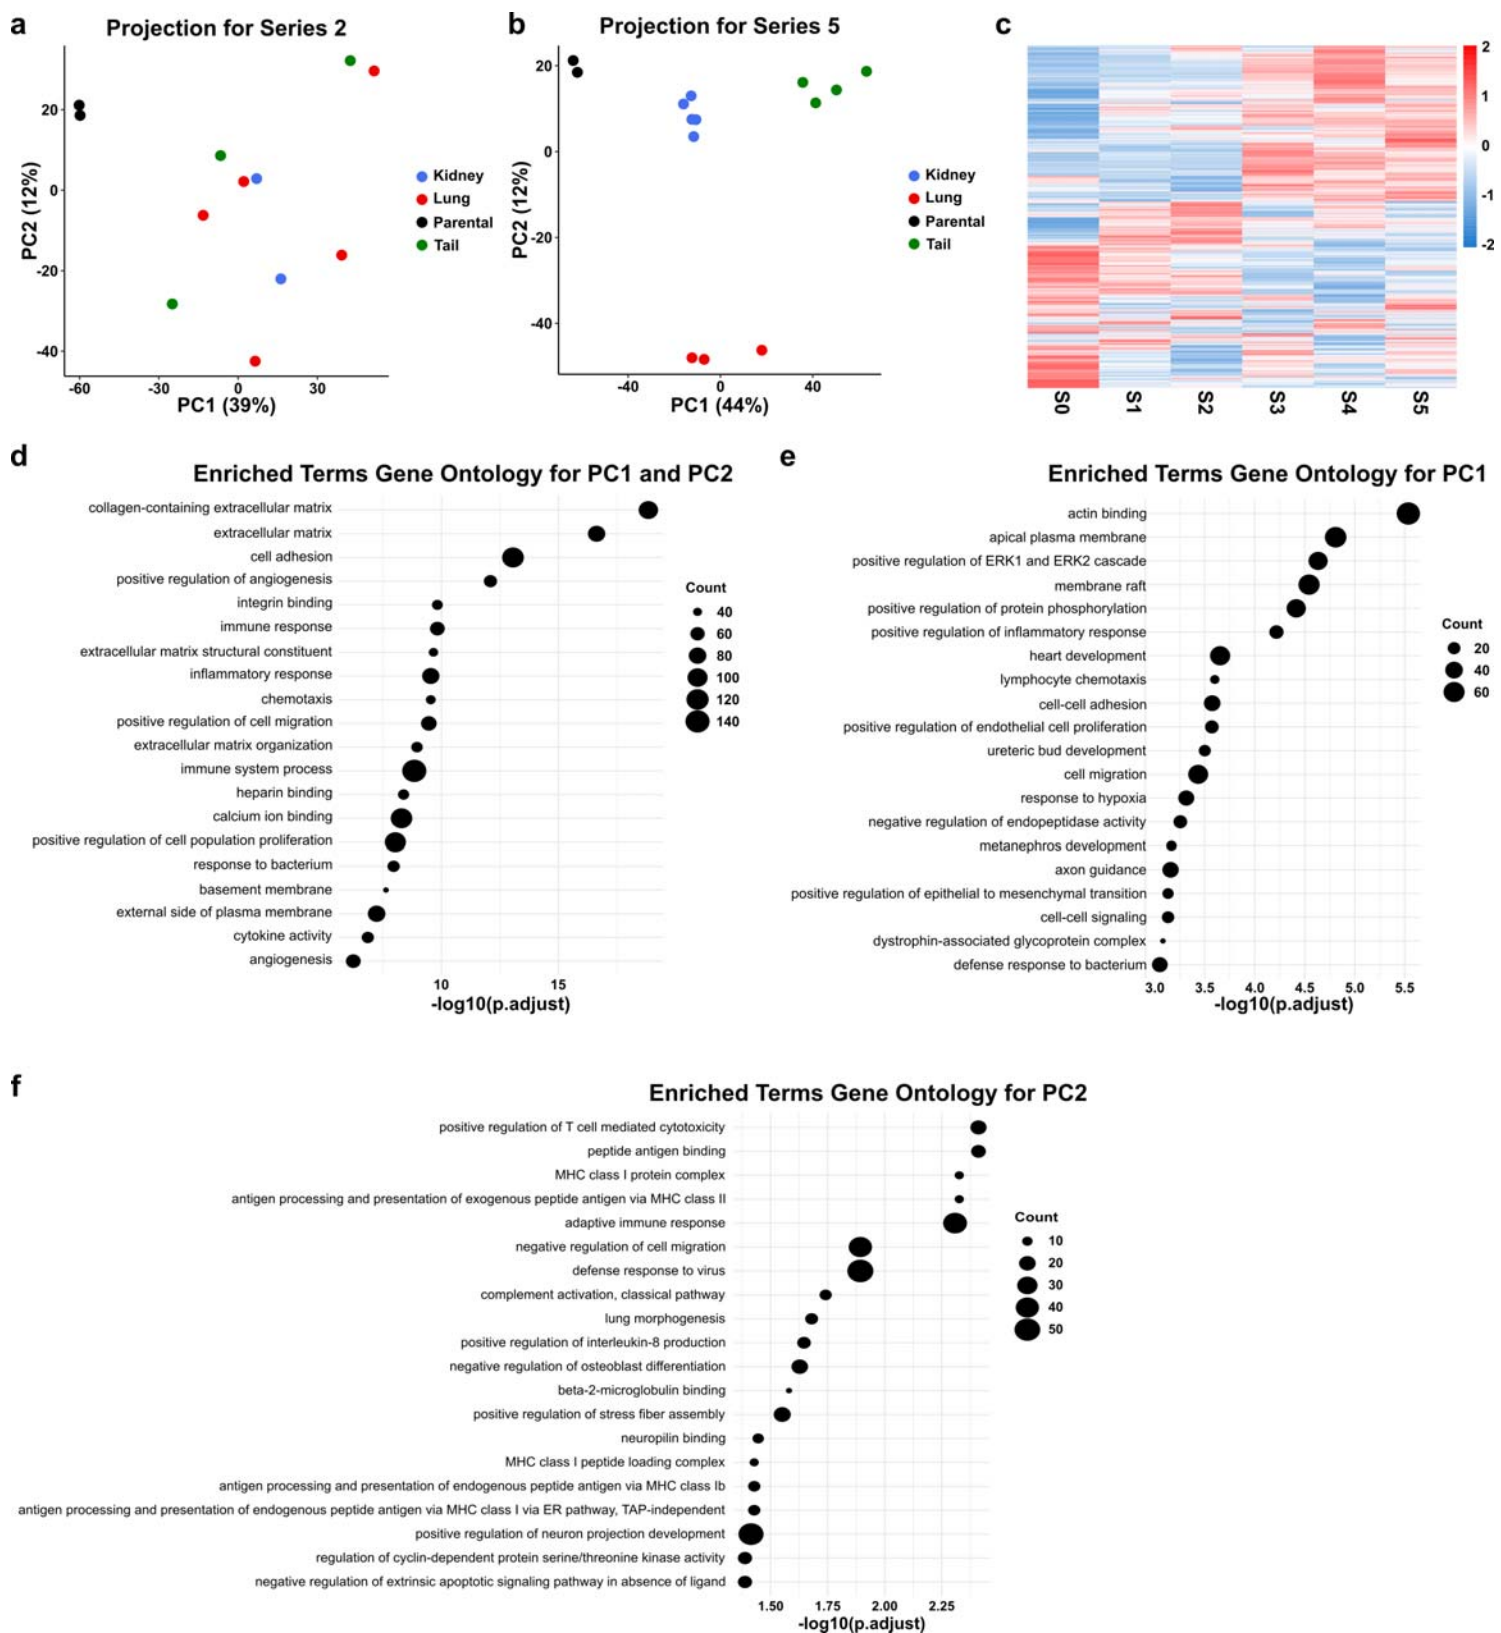 a
Projection for Series 2
20
0
-20
-40
PC2 (12%)
-60
-30
0
30
PC1 (39%)
Kidney
Lung
Parental
Tail
b
Projection for Series 5
20
0
-20
-40
PC2 (12%)
-40
0
40
PC1 (44%)
Kidney
Lung
Parental
Tail
c
2
1
0
-1
-2
S0
S1
S2
S3
S4
S5
d
Enriched Terms Gene Ontology for PC1 and PC2
collagen-containing extracellular matrix
extracellular matrix
cell adhesion
positive regulation of angiogenesis
integrin binding
immune response
extracellular matrix structural constituent
inflammatory response
chemotaxis
positive regulation of cell migration
extracellular matrix organization
immune system process
heparin binding
calcium ion binding
positive regulation of cell population proliferation
response to bacterium
basement membrane
external side of plasma membrane
cytokine activity
angiogenesis
10
15
-log10(p.adjust)
Count
40
60
80
100
120
140
e
Enriched Terms Gene Ontology for PC1
actin binding
apical plasma membrane
positive regulation of ERK1 and ERK2 cascade
membrane raft
positive regulation of protein phosphorylation
positive regulation of inflammatory response
heart development
lymphocyte chemotaxis
cell-cell adhesion
positive regulation of endothelial cell proliferation
ureteric bud development
cell migration
response to hypoxia
negative regulation of endopeptidase activity
metanephros development
axon guidance
positive regulation of epithelial to mesenchymal transition
cell-cell signaling
dystrophin-associated glycoprotein complex
defense response to bacterium
3.0
3.5
4.0
4.5
5.0
5.5
-log10(p.adjust)
Count
20
40
60
f
Enriched Terms Gene Ontology for PC2
positive regulation of T cell mediated cytotoxicity
peptide antigen binding
MHC class I protein complex
antigen processing and presentation of exogenous peptide antigen via MHC class II
adaptive immune response
negative regulation of cell migration
defense response to virus
complement activation, classical pathway
lung morphogenesis
positive regulation of interleukin-8 production
negative regulation of osteoblast differentiation
beta-2-microglobulin binding
positive regulation of stress fiber assembly
neuropilin binding
MHC class I peptide loading complex
antigen processing and presentation of endogenous peptide antigen via MHC class Ib
antigen processing and presentation of endogenous peptide antigen via MHC class I via ER pathway, TAP-independent
positive regulation of neuron projection development
regulation of cyclin-dependent protein serine/threonine kinase activity
negative regulation of extrinsic apoptotic signaling pathway in absence of ligand
1.50
1.75
2.00
2.25
-log10(p.adjust)
Count
10
20
30
40
50